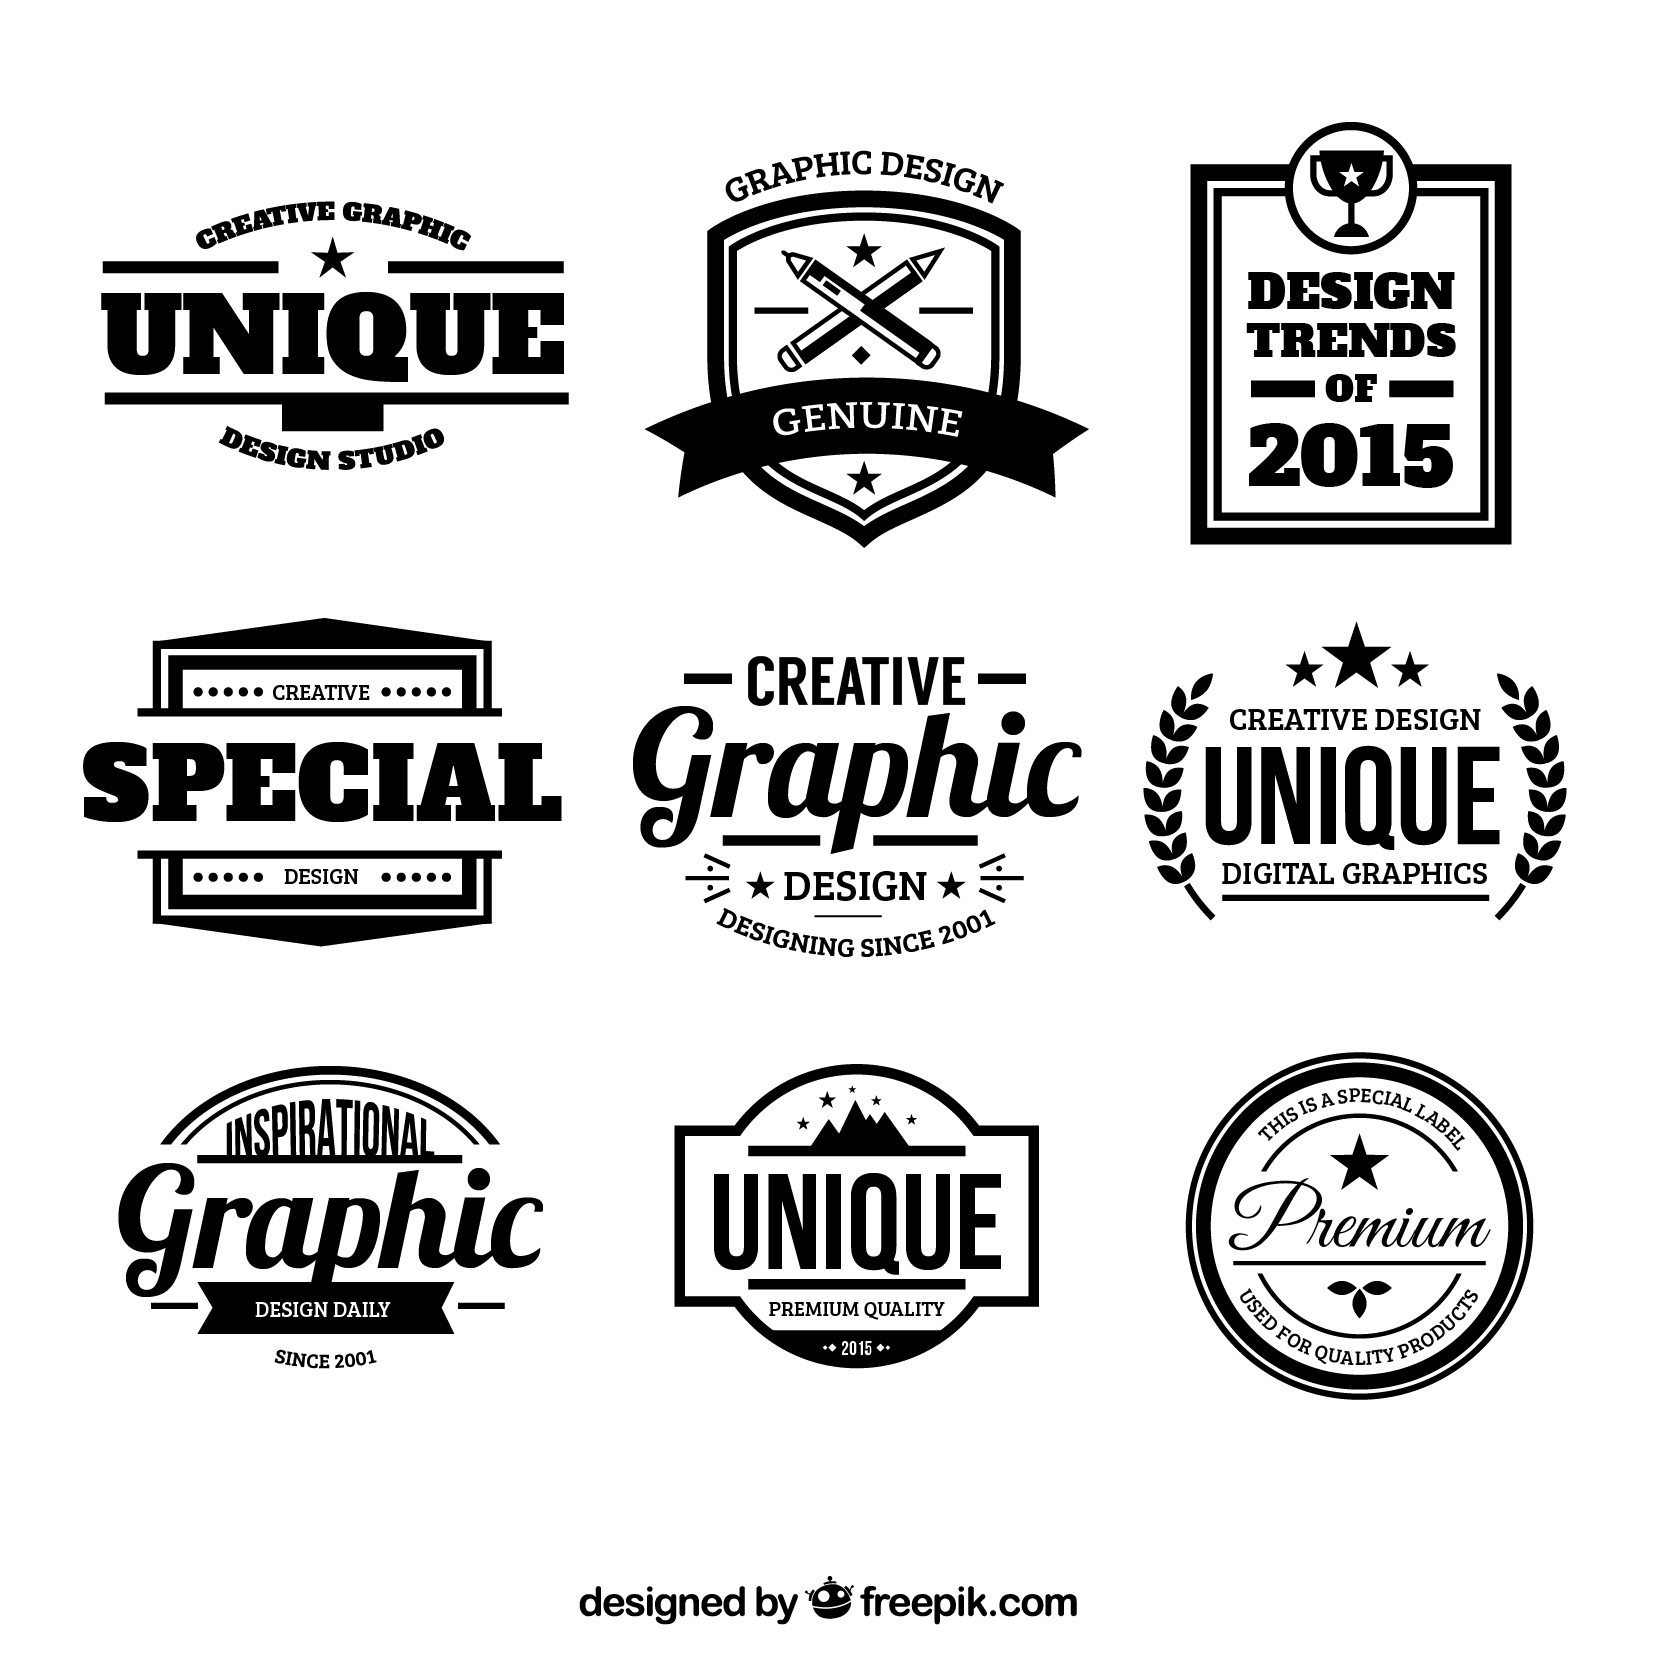 CREATIVE GRAPHIC
UNIQUE
DESIGN STUDIO
GRAPHIC DESIGN
GENUINE
DESIGN
TRENDS
OF
2015
CREATIVE
SPECIAL
DESIGN
CREATIVE
Graphic
DESIGN
DESIGNING SINCE 2001
CREATIVE DESIGN
UNIQUE
DIGITAL GRAPHICS
INSPIRATIONAL
Graphic
DESIGN DAILY
SINCE 2001
UNIQUE
PREMIUM QUALITY
2015
THIS IS A SPECIAL LABEL
Premium
USED FOR QUALITY PRODUCTS
designed by freepik.com